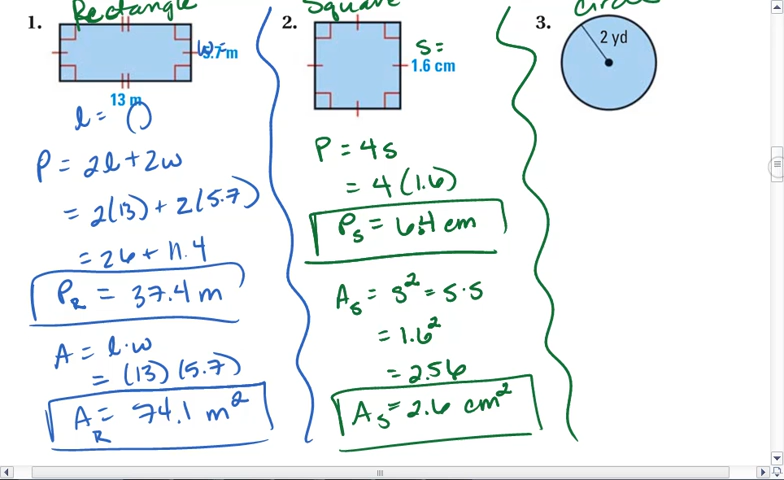 Rectangle
1.
w=
5.7 m
13 m
l = ()
P = 2l + 2w
= 2(13) + 2(5.7)
= 26 + 11.4
P_R = 37.4 m
A = l·w
= (13)(5.7)
A_R = 74.1 m²
Square
2.
s=
1.6 cm
P = 4s
= 4(1.6)
P_s = 6.4 cm
A_s = s² = s·s
= 1.6²
= 2.56
A_s = 2.6 cm²
Circle
3.
2 yd